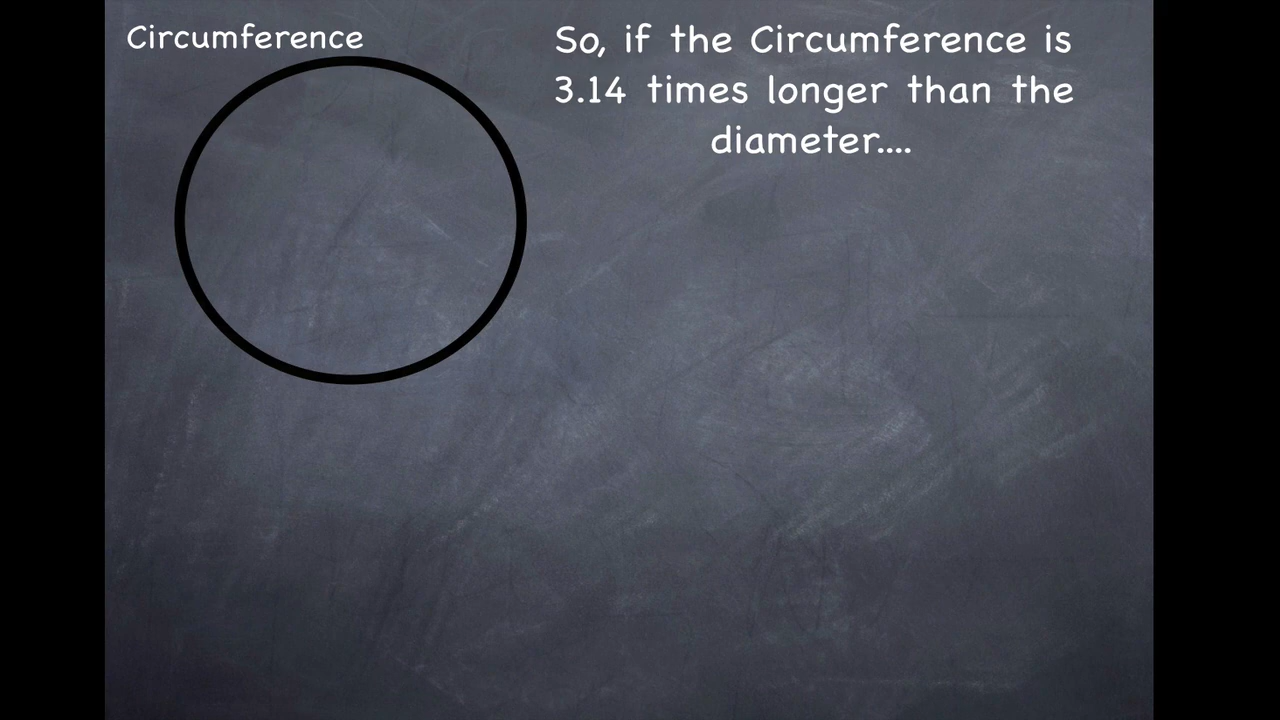 Circumference
So, if the Circumference is
3.14 times longer than the
diameter....